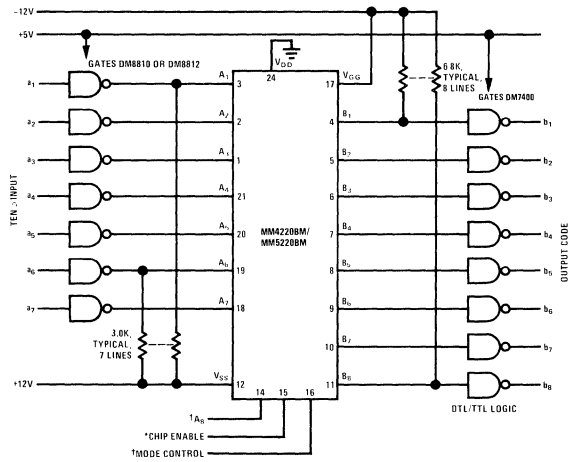 -12V
+5V
GATES DM8810 OR DM8812
VDD
24
6 8K,
TYPICAL,
8 LINES
GATES DM7400
a1
A1
3
VGG
17
a2
A2
2
B1
4
b1
a3
A3
1
B2
5
b2
a4
A4
21
B3
6
b3
a5
A5
20
B4
7
b4
MM4220BM/
MM5220BM
a6
A6
19
B5
8
b5
a7
A7
18
B6
9
b6
B7
10
b7
3.0K,
TYPICAL,
7 LINES
+12V
VSS
12
B8
11
b8
14
15
16
DTL/TTL LOGIC
†A8
*CHIP ENABLE
†MODE CONTROL
INPUT
OUTPUT CODE